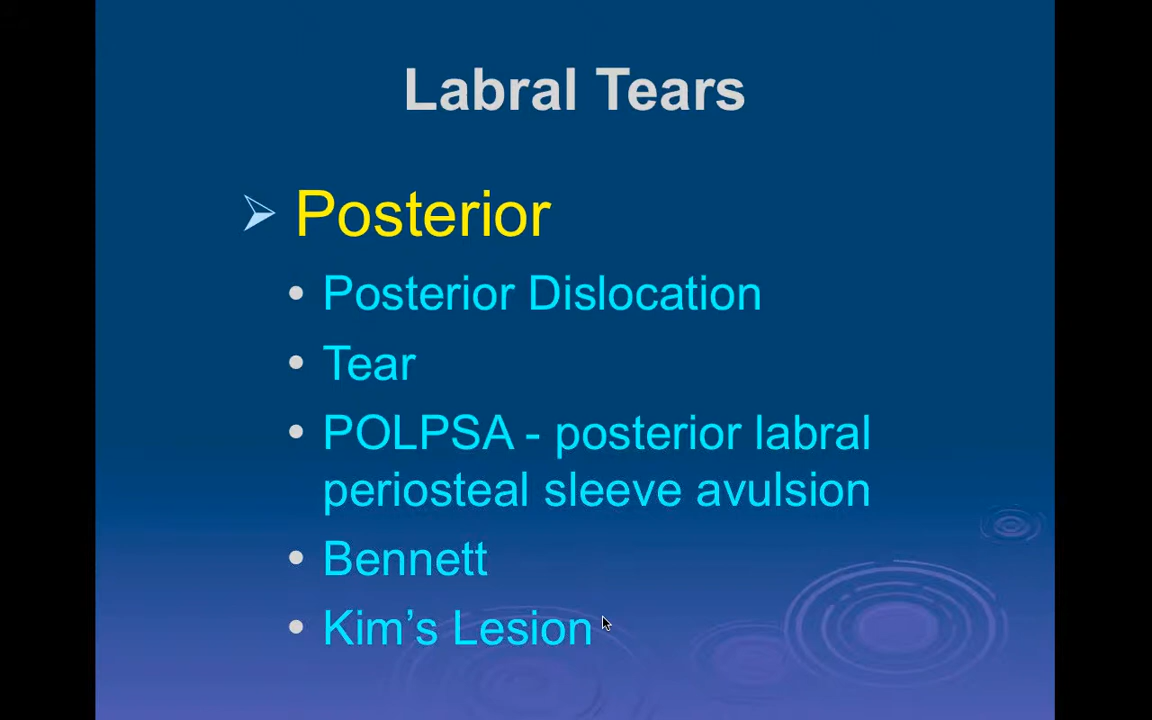 Labral Tears
Posterior
• Posterior Dislocation
• Tear
• POLPSA - posterior labral
periosteal sleeve avulsion
• Bennett
• Kim’s Lesion